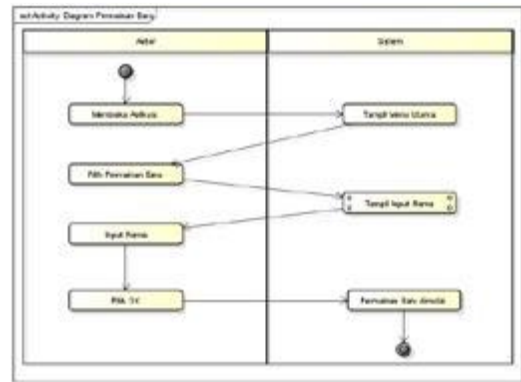 act Activity Diagram Permainan Baru
Aktor
Sistem
Membuka Aplikasi
Tampil Menu Utama
Pilih Permainan Baru
Tampil Input Nama
Input Nama
Pilih OK
Permainan Baru dimulai